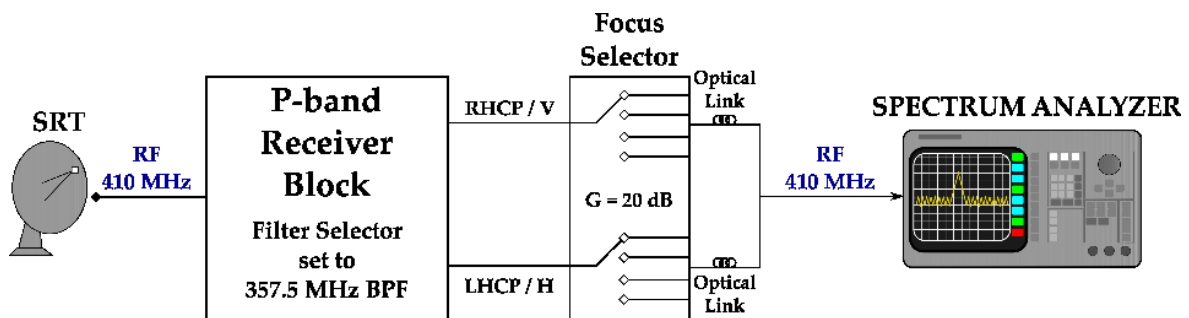 SRT
RF
410 MHz
P-band
Receiver
Block
Filter Selector
set to
357.5 MHz BPF
RHCP / V
LHCP / H
Focus
Selector
G = 20 dB
Optical
Link
Optical
Link
RF
410 MHz
SPECTRUM ANALYZER